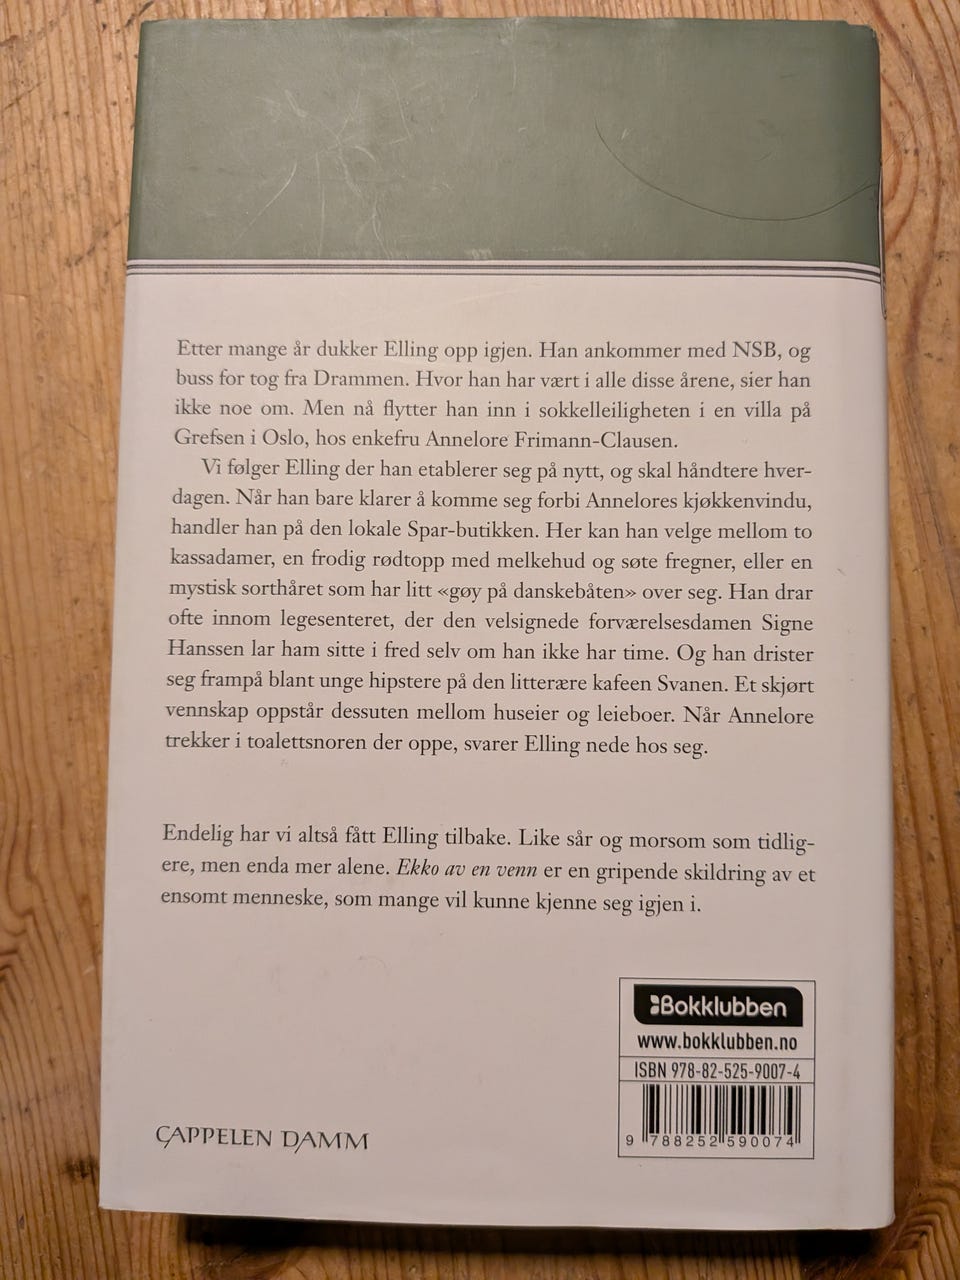 Etter mange år dukker Elling opp igjen. Han ankommer med NSB, og
buss for tog fra Drammen. Hvor han har vært i alle disse årene, sier han
ikke noe om. Men nå flytter han inn i sokkelleiligheten i en villa på
Grefsen i Oslo, hos enkefru Annelore Frimann-Clausen.
Vi følger Elling der han etablerer seg på nytt, og skal håndtere hver-
dagen. Når han bare klarer å komme seg forbi Annelores kjøkkenvindu,
handler han på den lokale Spar-butikken. Her kan han velge mellom to
kassadamer, en frodig rødtopp med melkehud og søte fregner, eller en
mystisk sorthåret som har litt «gøy på danskebåten» over seg. Han drar
ofte innom legesenteret, der den velsignede forværelsesdamen Signe
Hanssen lar ham sitte i fred selv om han ikke har time. Og han drister
seg frampå blant unge hipstere på den litterære kafeen Svanen. Et skjørt
vennskap oppstår dessuten mellom huseier og leieboer. Når Annelore
trekker i toalettsnoren der oppe, svarer Elling nede hos seg.
Endelig har vi altså fått Elling tilbake. Like sår og morsom som tidlig-
ere, men enda mer alene. Ekko av en venn er en gripende skildring av et
ensomt menneske, som mange vil kunne kjenne seg igjen i.
Bokklubben
www.bokklubben.no
ISBN 978-82-525-9007-4
9 788252 590074
CAPPELEN DAMM